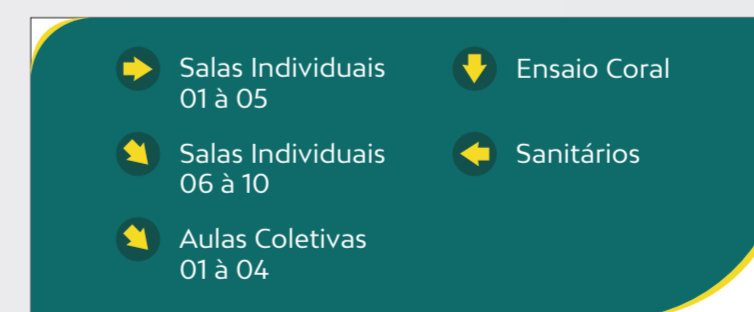 Salas Individuais
01 à 05
Salas Individuais
06 à 10
Aulas Coletivas
01 à 04
Ensaio Coral
Sanitários